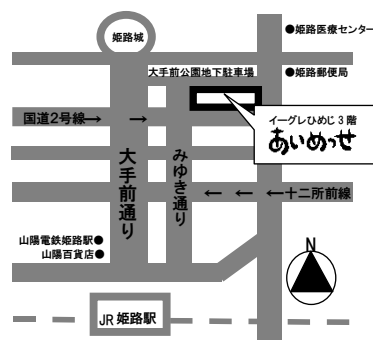 姫路城
●姫路医療センター
大手前公園地下駐車場
●姫路郵便局
国道2号線→ →
イーグレひめじ3階
あいめっせ
大手前通り
みゆき通り
← ← ←十二所前線
山陽電鉄姫路駅●
山陽百貨店●
N
JR 姫路駅